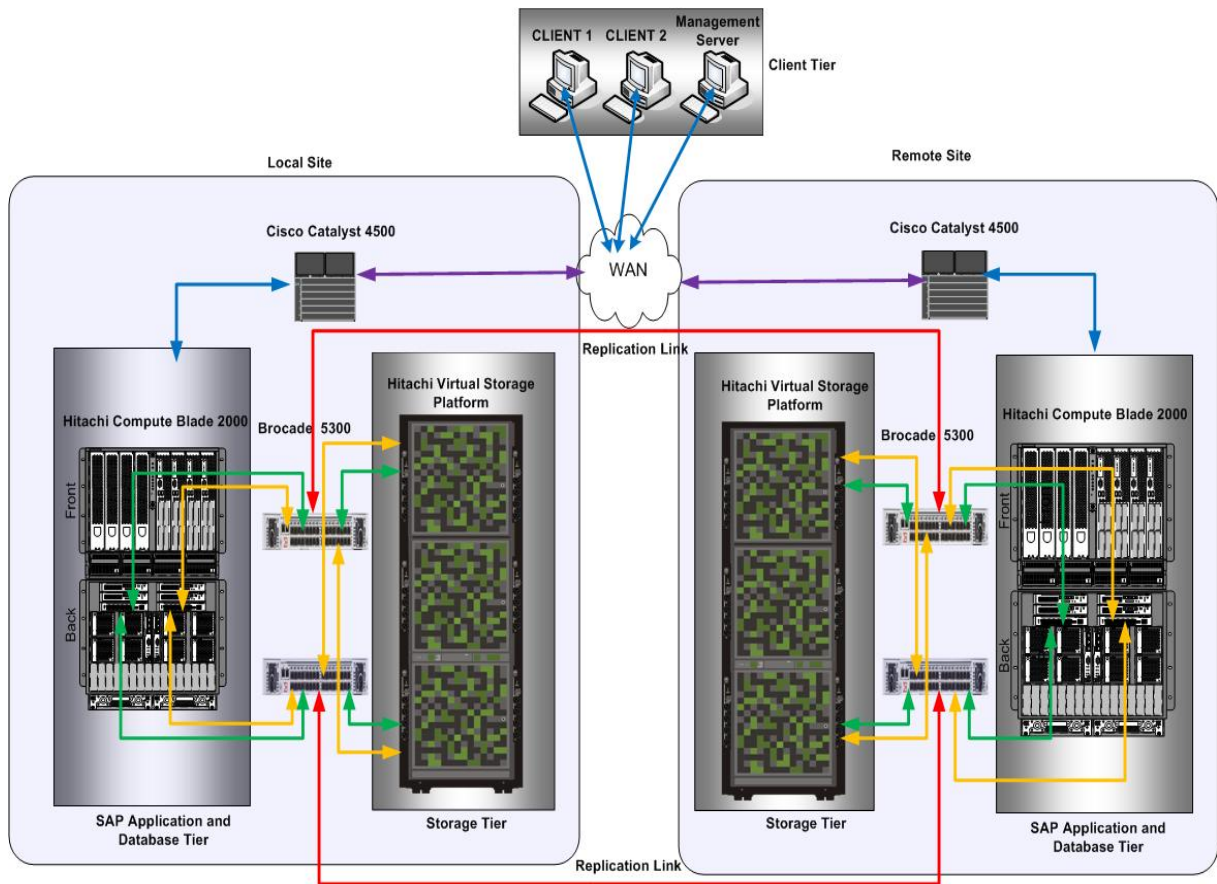 Management
Server
CLIENT 1
CLIENT 2
Client Tier
Local Site
Remote Site
Cisco Catalyst 4500
Cisco Catalyst 4500
WAN
Replication Link
Hitachi Compute Blade 2000
Brocade 5300
Hitachi Virtual Storage
Platform
Hitachi Virtual Storage
Platform
Brocade 5300
Hitachi Compute Blade 2000
Front
Back
Front
Back
SAP Application and
Database Tier
Storage Tier
Storage Tier
SAP Application and
Database Tier
Replication Link